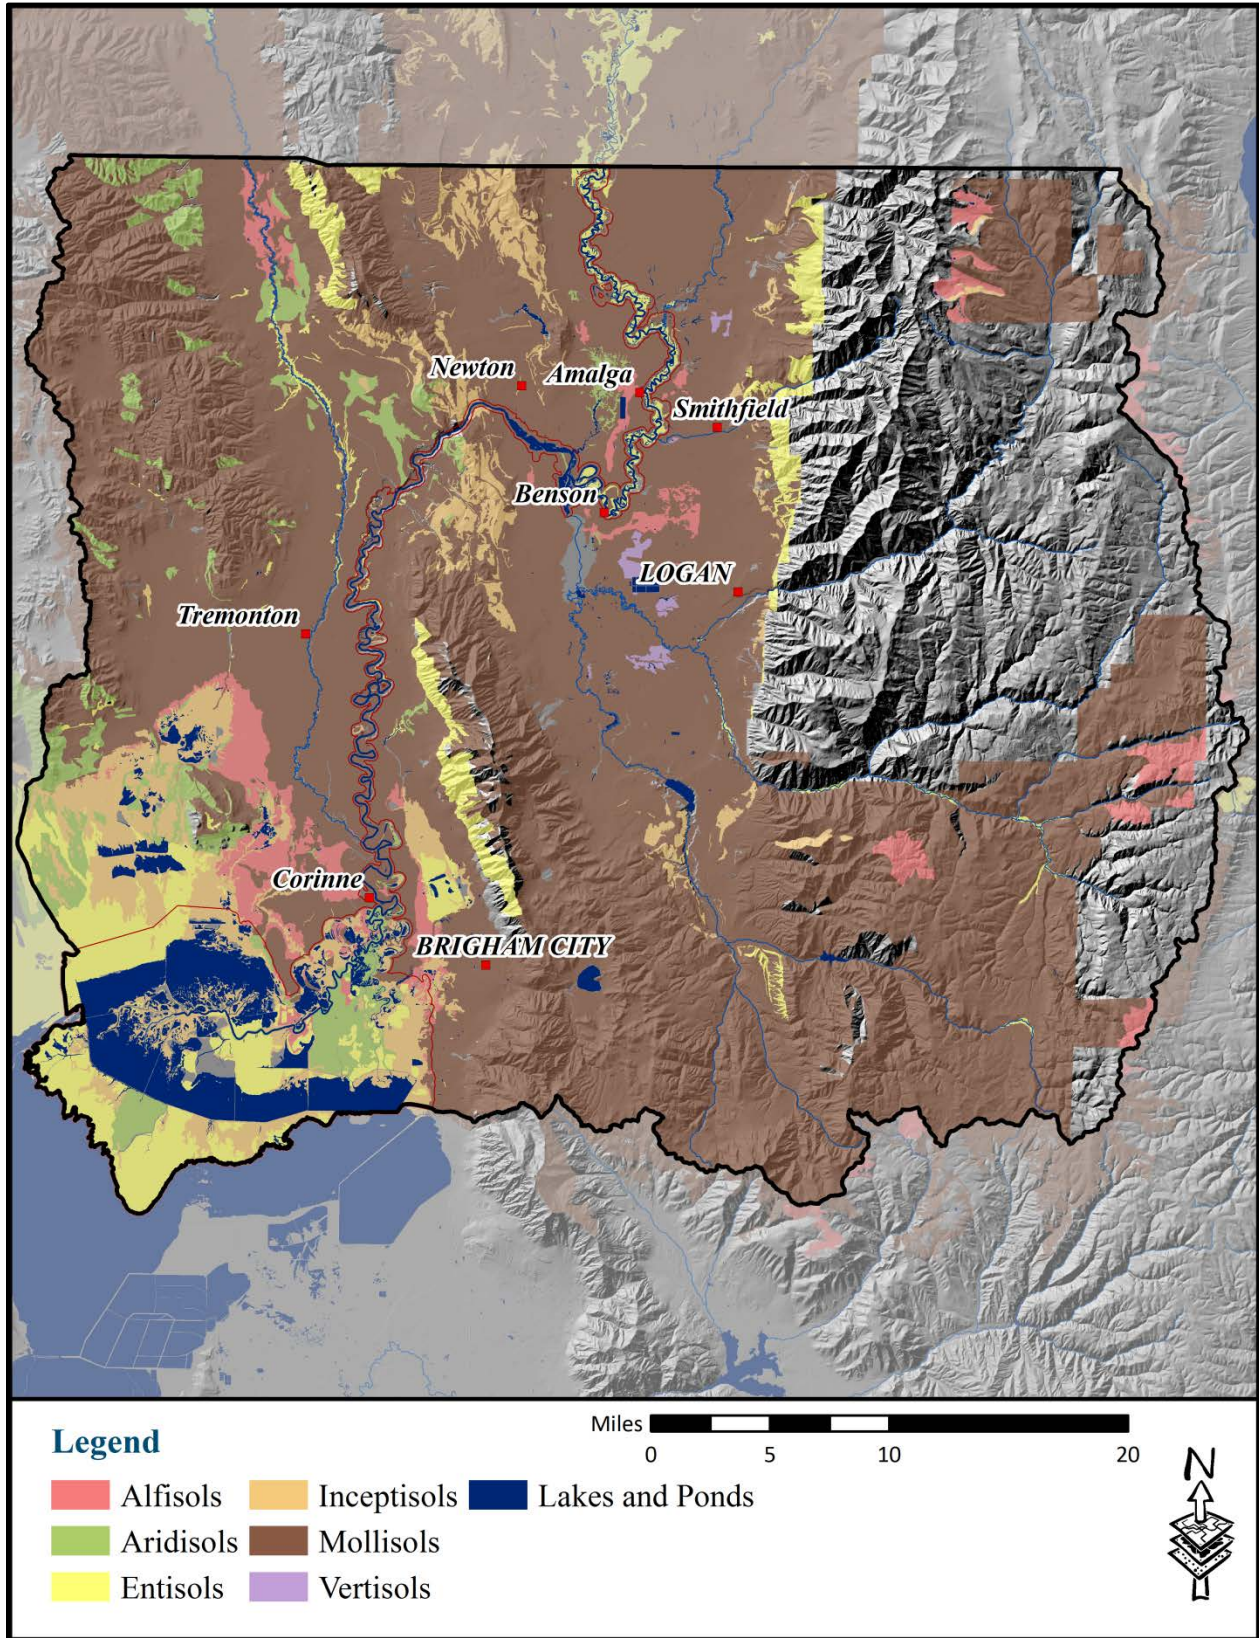 Newton
Amalga
Smithfield
Benson
LOGAN
Tremonton
Corinne
BRIGHAM CITY
Legend
Miles
0 5 10 20
N
Alfisols Inceptisols Lakes and Ponds
Aridisols Mollisols
Entisols Vertisols